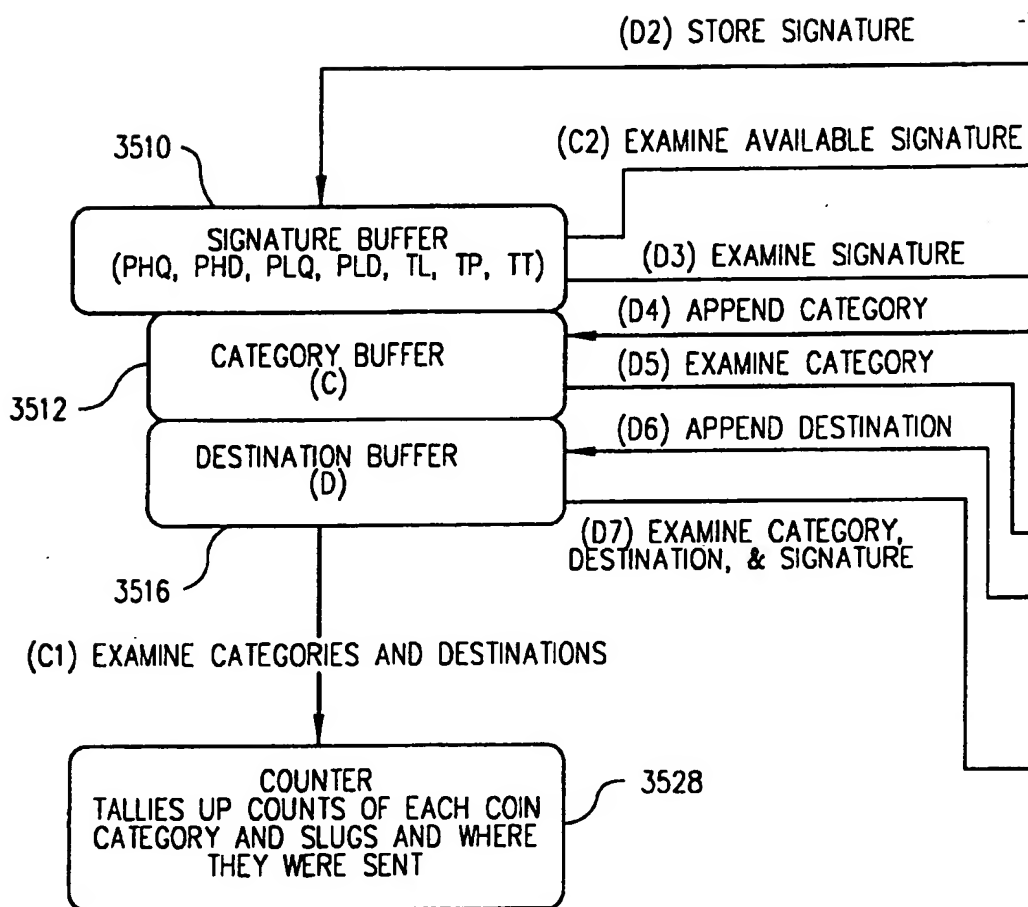 (D2) STORE SIGNATURE
3510
(C2) EXAMINE AVAILABLE SIGNATURE
SIGNATURE BUFFER
(PHQ, PHD, PLQ, PLD, TL, TP, TT)
(D3) EXAMINE SIGNATURE
(D4) APPEND CATEGORY
CATEGORY BUFFER
(C)
(D5) EXAMINE CATEGORY
3512
(D6) APPEND DESTINATION
DESTINATION BUFFER
(D)
(D7) EXAMINE CATEGORY,
DESTINATION, & SIGNATURE
3516
(C1) EXAMINE CATEGORIES AND DESTINATIONS
COUNTER
TALLIES UP COUNTS OF EACH COIN
CATEGORY AND SLUGS AND WHERE
THEY WERE SENT
3528